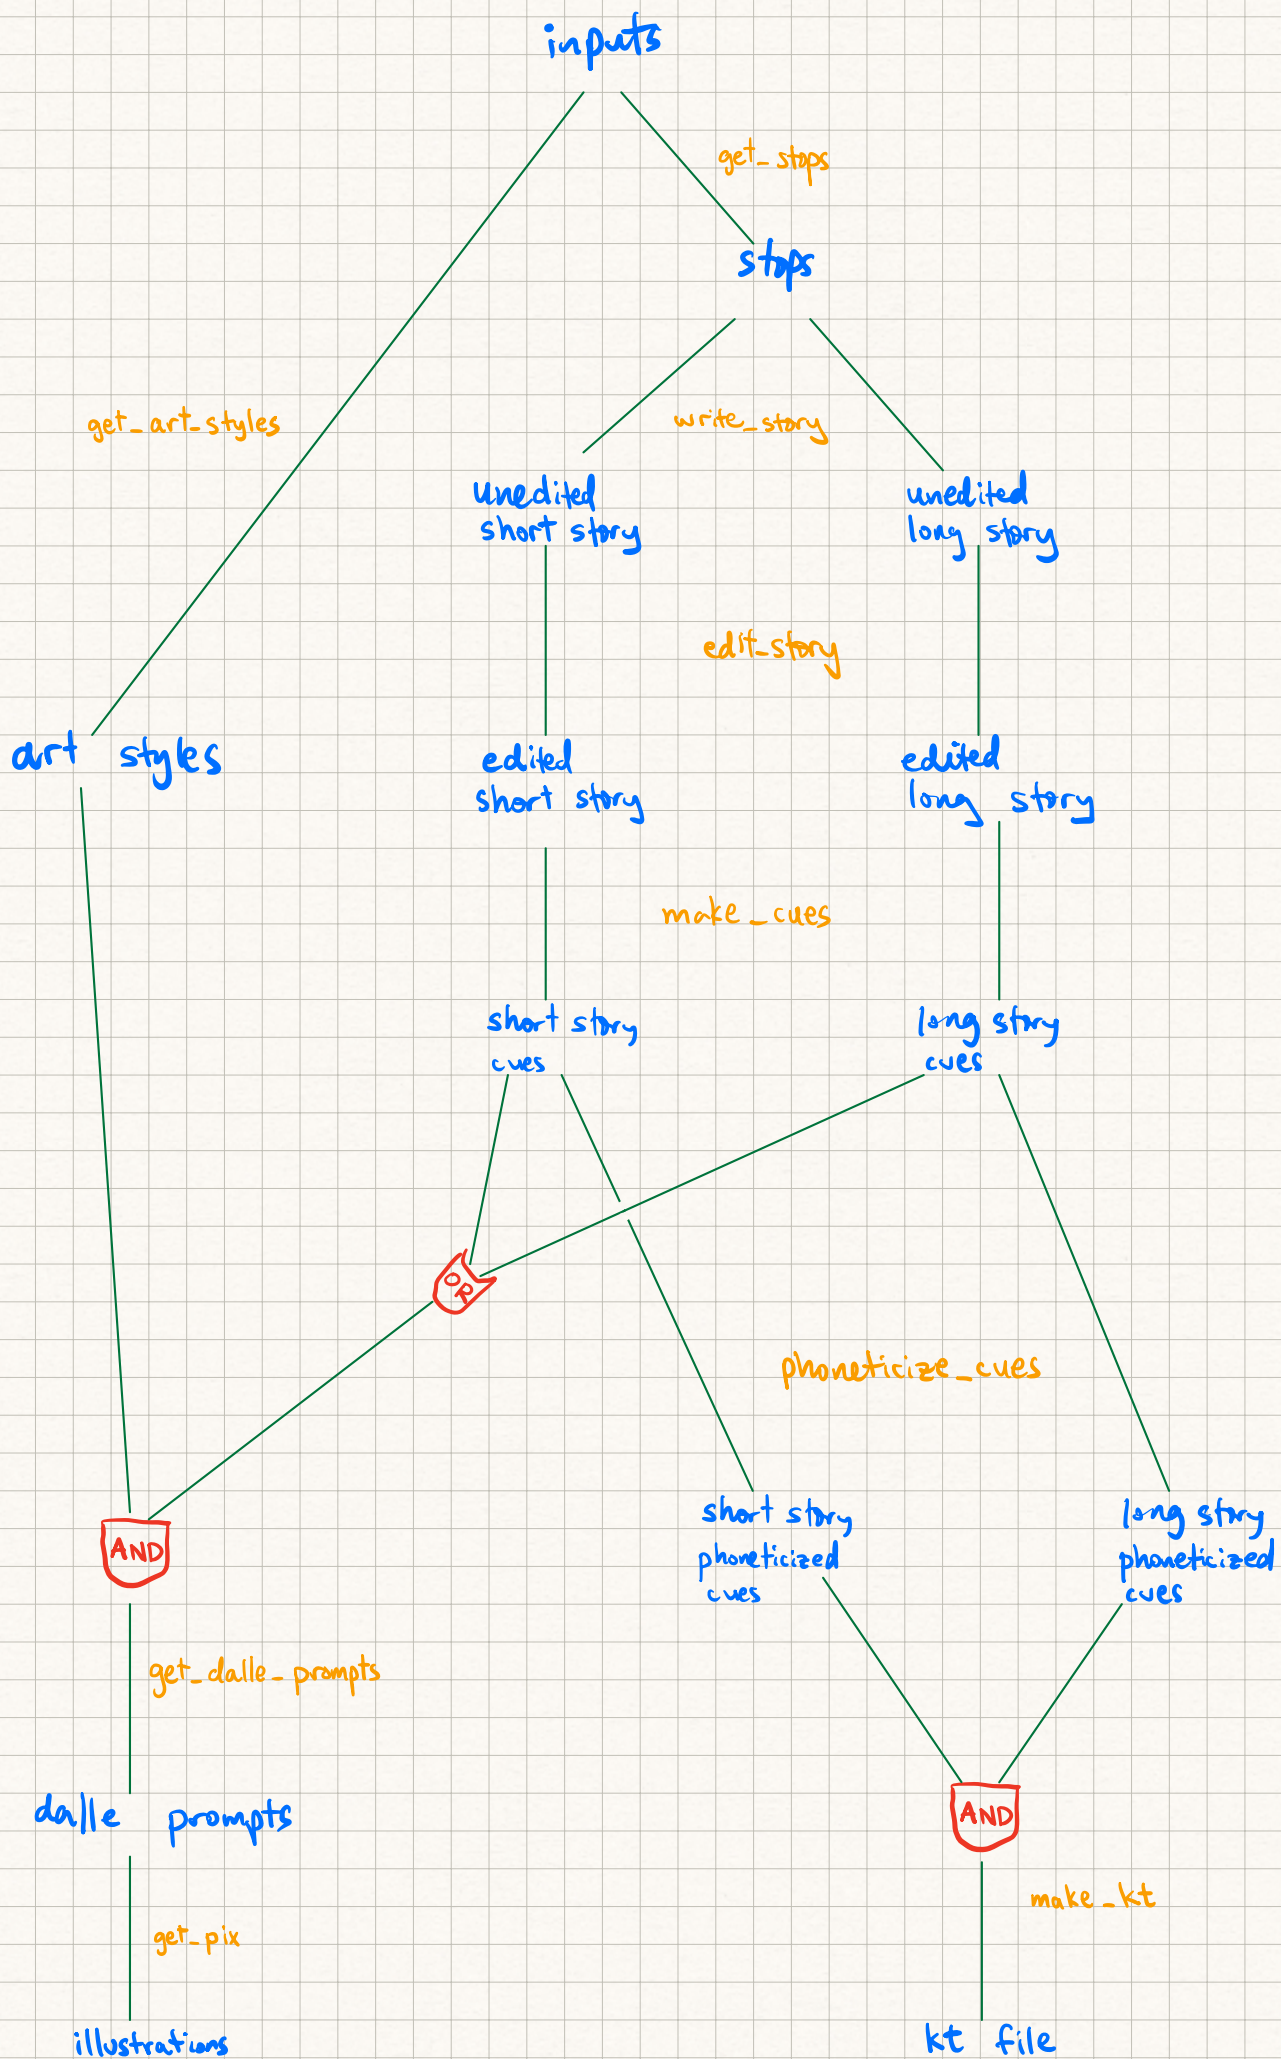 inputs
get_stops
stops
get_art_styles
write_story
unedited
short story
unedited
long story
edit_story
art styles
edited
short story
edited
long story
make_cues
short story
cues
long story
cues
OR
phoneticize_cues
short story
phoneticized
cues
long story
phoneticized
cues
AND
get_dalle_prompts
dalle prompts
AND
make_kt
get_pix
illustrations
kt file